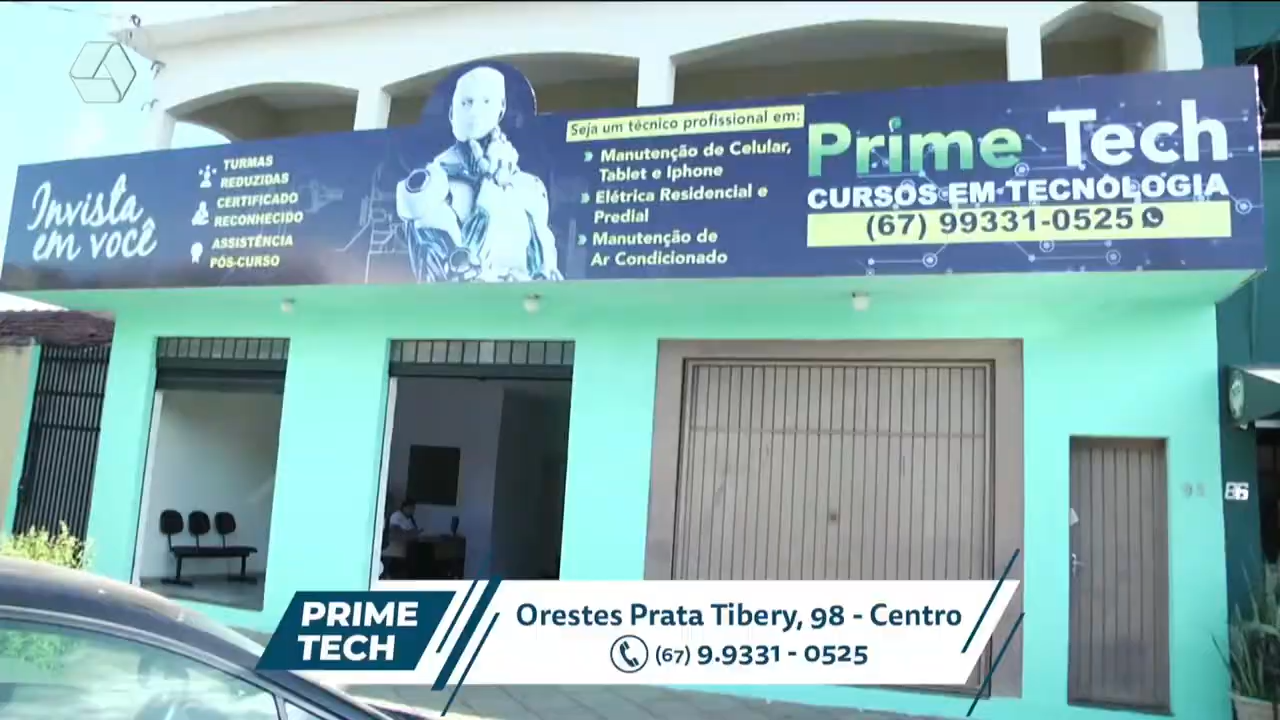 Invista
em você
TURMAS
REDUZIDAS
CERTIFICADO
RECONHECIDO
ASSISTÊNCIA
PÓS-CURSO
Seja um técnico profissional em:
» Manutenção de Celular,
Tablet e Iphone
» Elétrica Residencial e
Predial
» Manutenção de
Ar Condicionado
Prime Tech
CURSOS EM TECNOLOGIA
(67) 99331-0525
PRIME
TECH
Orestes Prata Tibery, 98 - Centro
(67) 9.9331 - 0525